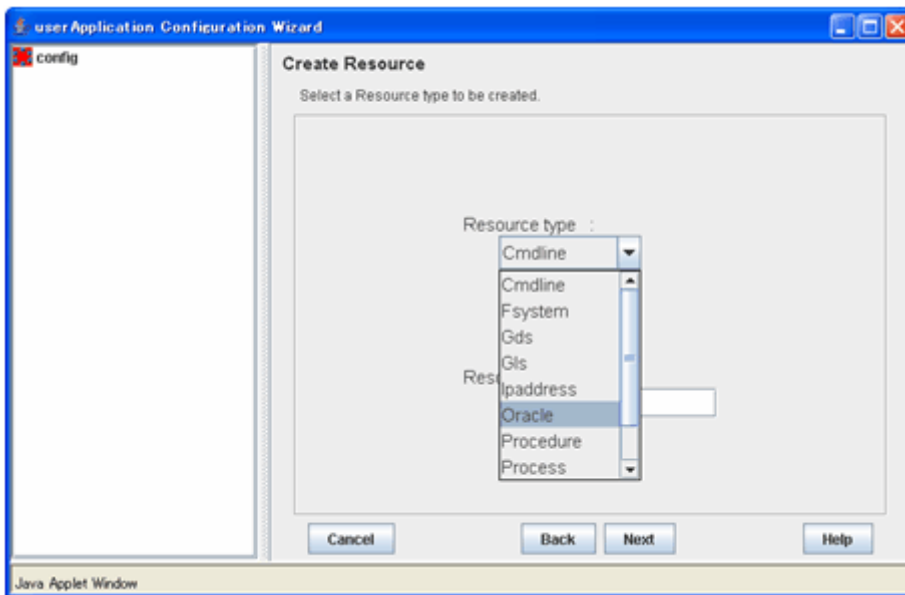 userApplication Configuration Wizard
config
Create Resource
Select a Resource type to be created.
Resource type :
Cmdline
Cmdline
Fsystem
Gds
Gls
Ipaddress
Oracle
Procedure
Process
Cancel
Back
Next
Help
Java Applet Window